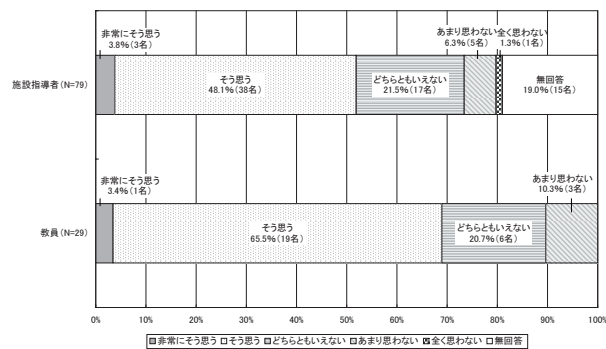 非常にそう思う
3.8%(3名)
あまり思わない
6.3%(5名)
全く思わない
1.3%(1名)
施設指導者(N=79)
そう思う
48.1%(38名)
どちらともいえない
21.5%(17名)
無回答
19.0%(15名)
非常にそう思う
3.4%(1名)
あまり思わない
10.3%(3名)
教員(N=29)
そう思う
65.5%(19名)
どちらともいえない
20.7%(6名)
0% 10% 20% 30% 40% 50% 60% 70% 80% 90% 100%
非常にそう思う そう思う どちらともいえない あまり思わない 全く思わない 無回答